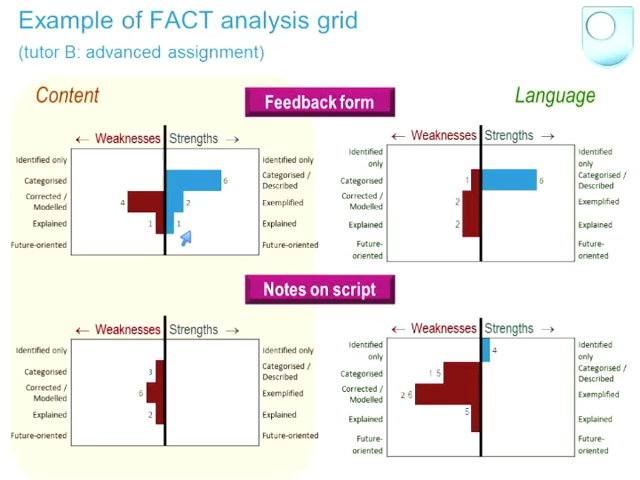 Example of FACT analysis grid
(tutor B: advanced assignment)
Content
Feedback form
Language
← Weaknesses Strengths →
Identified only
Categorised
Corrected /
Modelled
Explained
Future-oriented
4
1
6
2
1
Identified only
Categorised /
Described
Exemplified
Explained
Future-oriented
← Weaknesses Strengths →
Identified
only
Categorised
Corrected /
Modelled
Explained
Future-
oriented
1
2
2
6
Identified
only
Categorised /
Described
Exemplified
Explained
Future-
oriented
Notes on script
← Weaknesses Strengths →
Identified only
Categorised
Corrected /
Modelled
Explained
Future-oriented
3
6
2
Identified only
Categorised /
Described
Exemplified
Explained
Future-oriented
← Weaknesses Strengths →
Identified
only
Categorised
Corrected /
Modelled
Explained
Future-
oriented
15
26
5
4
Identified
only
Categorised /
Described
Exemplified
Explained
Future-
oriented